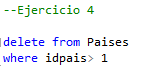 --Ejercicio 4
delete from Paises
where idpais> 1